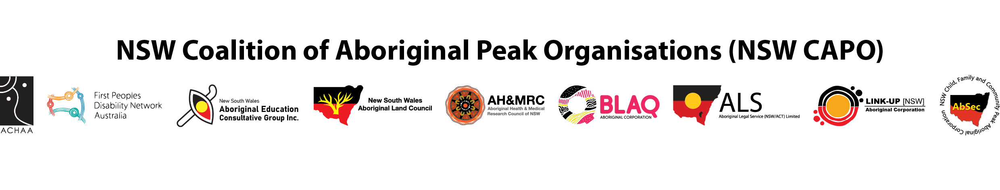 NSW Coalition of Aboriginal Peak Organisations (NSW CAPO)
ACHAA
First Peoples
Disability Network
Australia
New South Wales
Aboriginal Education
Consultative Group Inc.
New South Wales
Aboriginal Land Council
AH&MRC
Aboriginal Health & Medical
Research Council of NSW
BLAQ
ABORIGINAL CORPORATION
ALS
Aboriginal Legal Service (NSW/ACT) Limited
LINK-UP [NSW]
Aboriginal Corporation
NSW Child, Family and Community Peak Aboriginal Corporation
AbSec